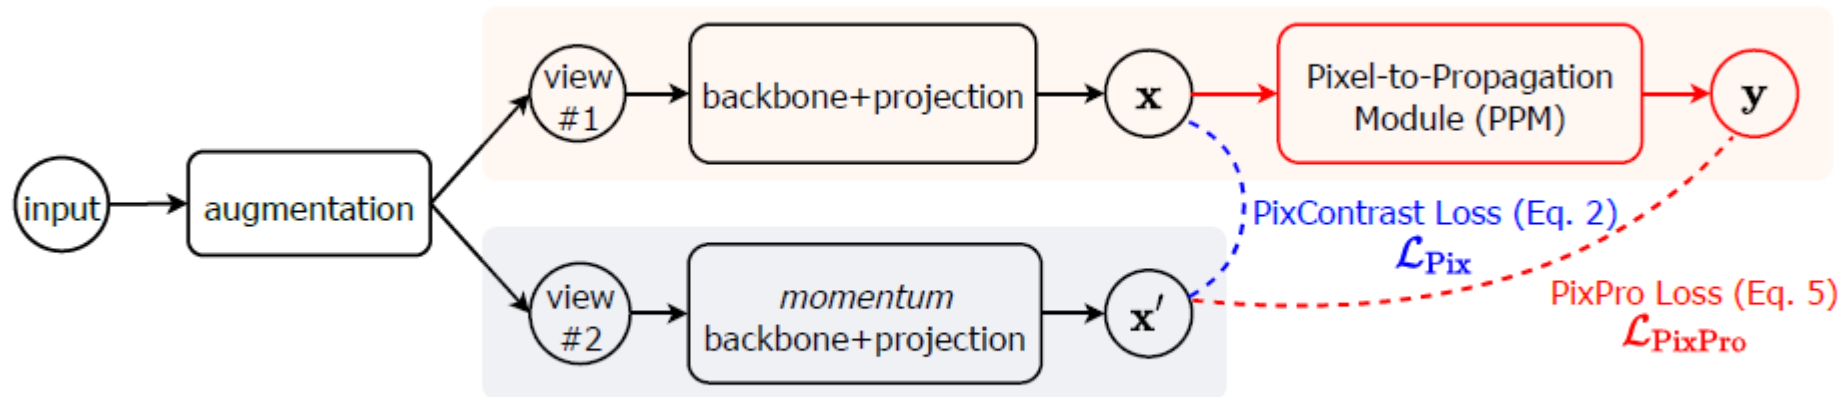 input
augmentation
view
#1
backbone+projection
x
Pixel-to-Propagation
Module (PPM)
y
PixContrast Loss (Eq. 2)
ℒPix
view
#2
momentum
backbone+projection
x′
PixPro Loss (Eq. 5)
ℒPixPro